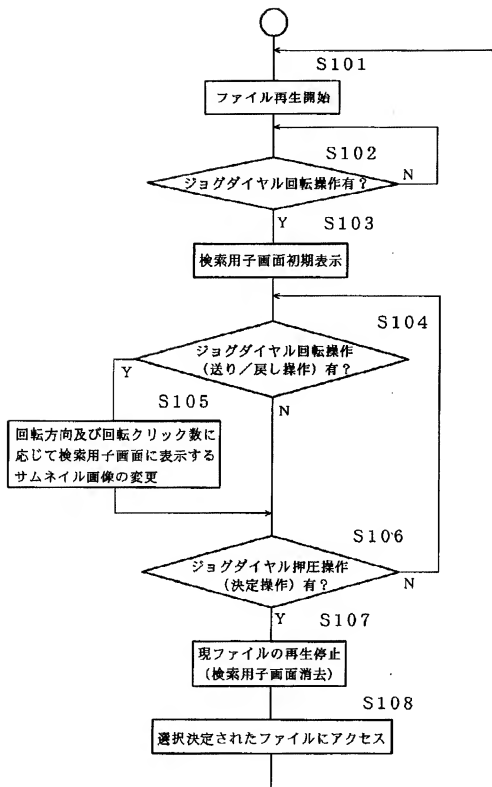 S101
ファイル再生開始
S102
ジョグダイヤル回転操作有?
N
Y
S103
検索用子画面初期表示
S104
ジョグダイヤル回転操作
(送り/戻し操作)有?
Y
N
S105
回転方向及び回転クリック数に
応じて検索用子画面に表示する
サムネイル画像の変更
S106
ジョグダイヤル押圧操作
(決定操作)有?
N
Y
S107
現ファイルの再生停止
(検索用子画面消去)
S108
選択決定されたファイルにアクセス